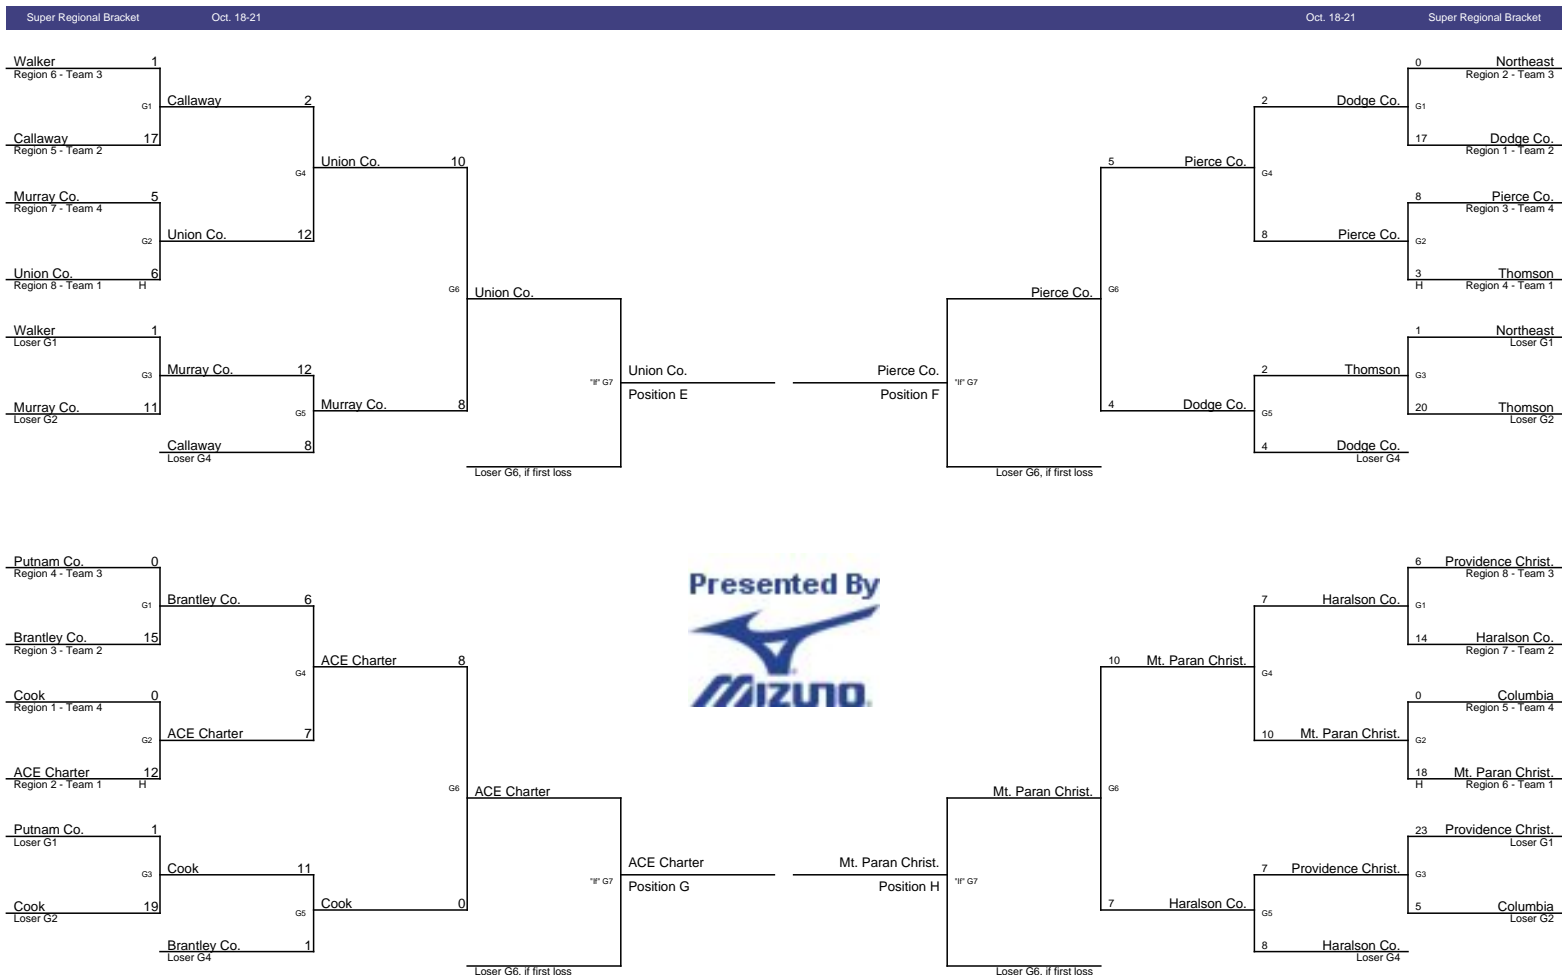 Super Regional Bracket Oct. 18-21 Oct. 18-21 Super Regional Bracket
Walker 1
Region 6 - Team 3
G1 Callaway 2
Callaway 17
Region 5 - Team 2
G4 Union Co. 10
Murray Co. 5
Region 7 - Team 4
G2 Union Co. 12
Union Co. 6
Region 8 - Team 1 H
G6 Union Co.
Walker 1
Loser G1
G3 Murray Co. 12
Murray Co. 11
Loser G2
G5 Murray Co. 8
Callaway 8
Loser G4
"If" G7
Union Co.
Position E
Loser G6, if first loss
0 Northeast
Region 2 - Team 3
2 Dodge Co. G1
17 Dodge Co.
Region 1 - Team 2
5 Pierce Co. G4
8 Pierce Co.
Region 3 - Team 4
8 Pierce Co. G2
3 Thomson
H Region 4 - Team 1
Pierce Co. G6
1 Northeast
Loser G1
2 Thomson G3
20 Thomson
Loser G2
4 Dodge Co. G5
4 Dodge Co.
Loser G4
Pierce Co.
Position F
"If" G7
Loser G6, if first loss
Putnam Co. 0
Region 4 - Team 3
G1 Brantley Co. 6
Brantley Co. 15
Region 3 - Team 2
G4 ACE Charter 8
Cook 0
Region 1 - Team 4
G2 ACE Charter 7
ACE Charter 12
Region 2 - Team 1 H
G6 ACE Charter
Putnam Co. 1
Loser G1
G3 Cook 11
Cook 19
Loser G2
G5 Cook 0
Brantley Co. 1
Loser G4
"If" G7
ACE Charter
Position G
Loser G6, if first loss
Presented By
MIZUNO
6 Providence Christ.
Region 8 - Team 3
7 Haralson Co. G1
14 Haralson Co.
Region 7 - Team 2
10 Mt. Paran Christ. G4
0 Columbia
Region 5 - Team 4
10 Mt. Paran Christ. G2
18 Mt. Paran Christ.
H Region 6 - Team 1
Mt. Paran Christ. G6
23 Providence Christ.
Loser G1
7 Providence Christ. G3
5 Columbia
Loser G2
7 Haralson Co. G5
8 Haralson Co.
Loser G4
Mt. Paran Christ.
Position H
"If" G7
Loser G6, if first loss